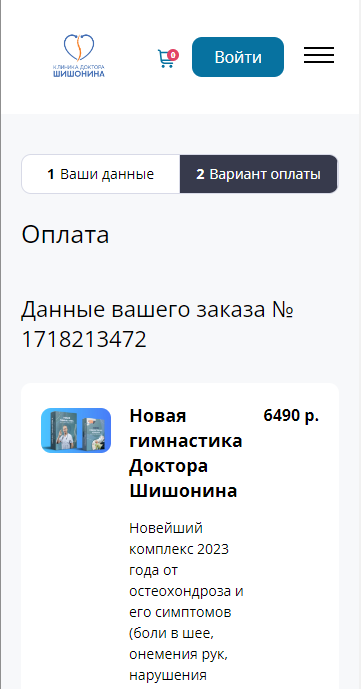 КЛИНИКА ДОКТОРА
ШИШОНИНА
0
Войти
1 Ваши данные
2 Вариант оплаты
Оплата
Данные вашего заказа №
1718213472
Новая
гимнастика
Доктора
Шишонина
6490 р.
Новейший
комплекс 2023
года от
остеохондроза и
его симптомов
(боли в шее,
онемения рук,
нарушения